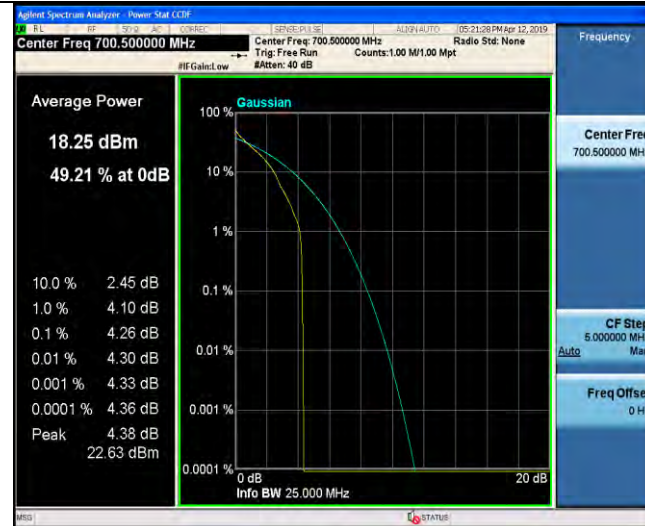 Agilent Spectrum Analyzer - Power Stat CCDF
RL RF 50 Ω AC CORREC SENSE:PULSE ALIGN AUTO 05:21:28 PM Apr 12, 2019
Center Freq 700.500000 MHz
Center Freq: 700.500000 MHz Radio Std: None
Trig: Free Run Counts:1.00 M/1.00 Mpt
#IFGain:Low #Atten: 40 dB
Frequency
Average Power
18.25 dBm
49.21 % at 0dB
10.0 % 2.45 dB
1.0 % 4.10 dB
0.1 % 4.26 dB
0.01 % 4.30 dB
0.001 % 4.33 dB
0.0001 % 4.36 dB
Peak 4.38 dB
22.63 dBm
Gaussian
100 %
10 %
1 %
0.1 %
0.01 %
0.001 %
0.0001 %
0 dB 20 dB
Info BW 25.000 MHz
Center Fre
700.500000 MH
CF Step
5.000000 MH
Auto Ma
Freq Offse
0 H
MSG STATUS